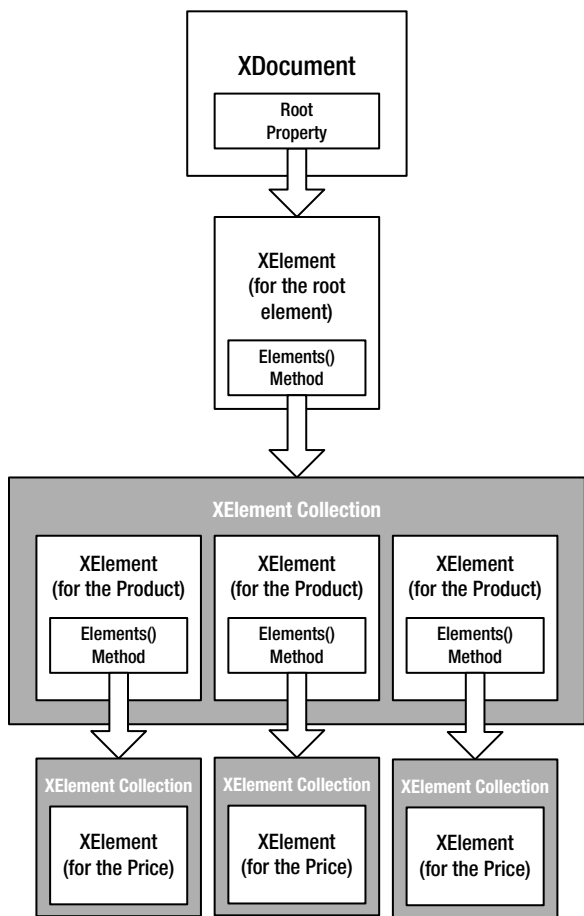 XDocument
Root
Property
XElement
(for the root
element)
Elements()
Method
XElement Collection
XElement
(for the Product)
Elements()
Method
XElement
(for the Product)
Elements()
Method
XElement
(for the Product)
Elements()
Method
XElement Collection
XElement
(for the Price)
XElement Collection
XElement
(for the Price)
XElement Collection
XElement
(for the Price)